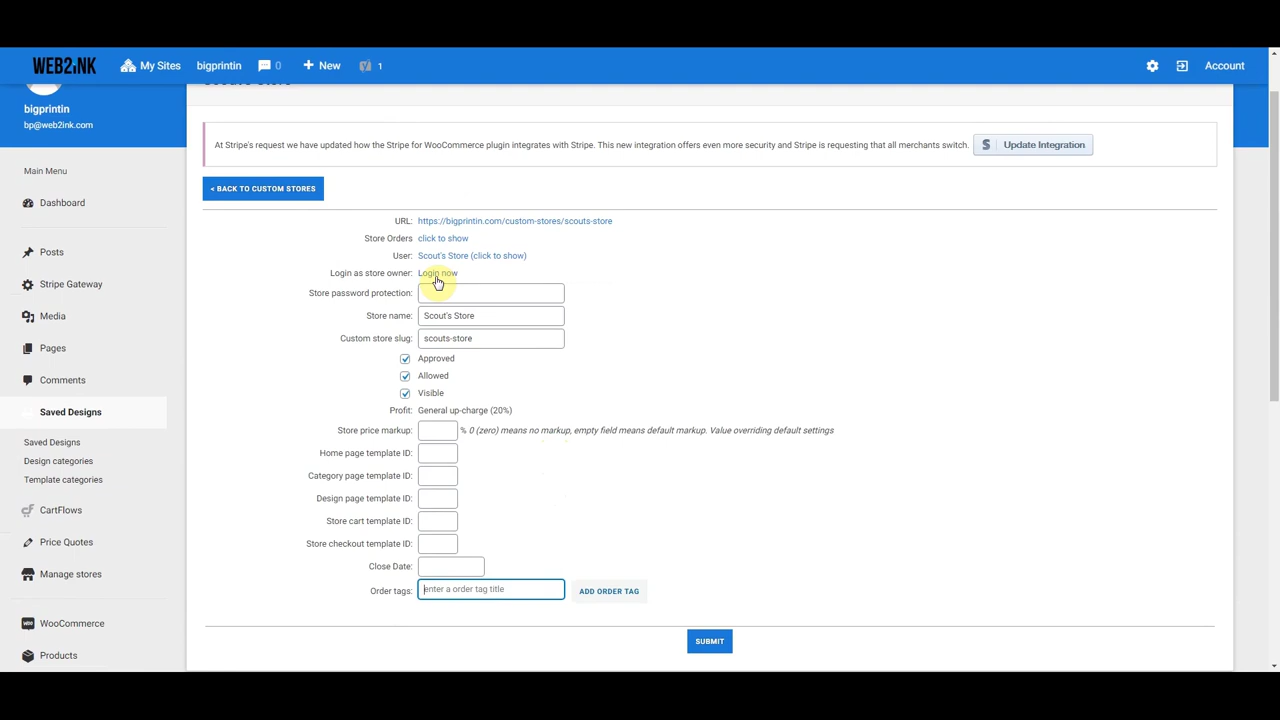 WEB2INK My Sites bigprintin 0 + New 1 Account
bigprintin
bp@web2ink.com
Main Menu
Dashboard
Posts
Stripe Gateway
Media
Pages
Comments
Saved Designs
Saved Designs
Design categories
Template categories
CartFlows
Price Quotes
Manage stores
WooCommerce
Products
At Stripe's request we have updated how the Stripe for WooCommerce plugin integrates with Stripe. This new integration offers even more security and Stripe is requesting that all merchants switch. S Update Integration
< BACK TO CUSTOM STORES
URL: https://bigprintin.com/custom-stores/scouts-store
Store Orders click to show
User: Scout's Store (click to show)
Login as store owner: Login now
Store password protection:
Store name: Scout's Store
Custom store slug: scouts-store
Approved
Allowed
Visible
Profit: General up-charge (20%)
Store price markup: % 0 (zero) means no markup, empty field means default markup. Value overriding default settings
Home page template ID:
Category page template ID:
Design page template ID:
Store cart template ID:
Store checkout template ID:
Close Date:
Order tags: enter a order tag title ADD ORDER TAG
SUBMIT